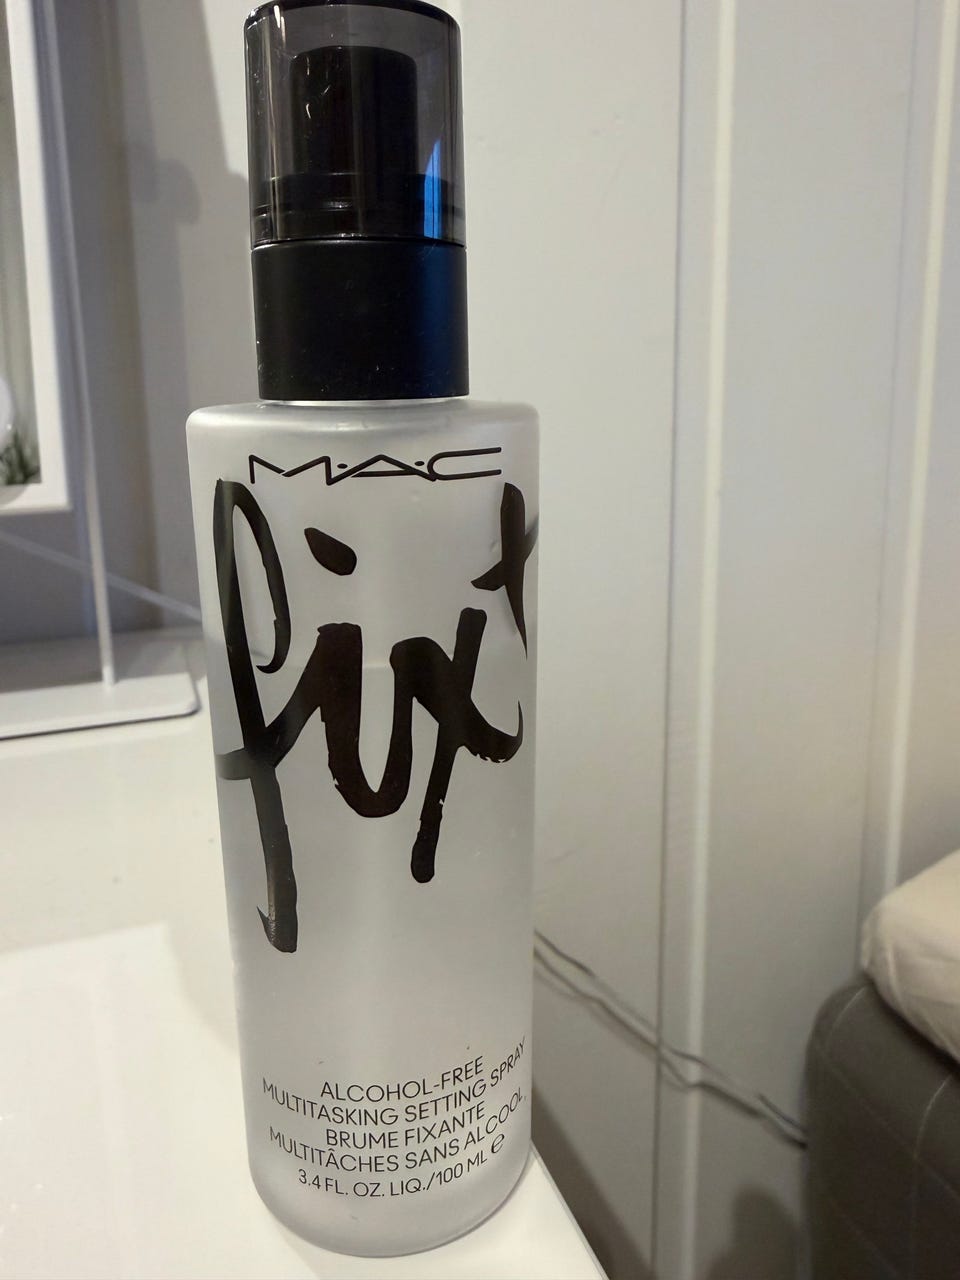 M·A·C
fix+
ALCOHOL-FREE
MULTITASKING SETTING SPRAY
BRUME FIXANTE
MULTITÂCHES SANS ALCOOL
3.4 FL. OZ. LIQ./100 ML ℮